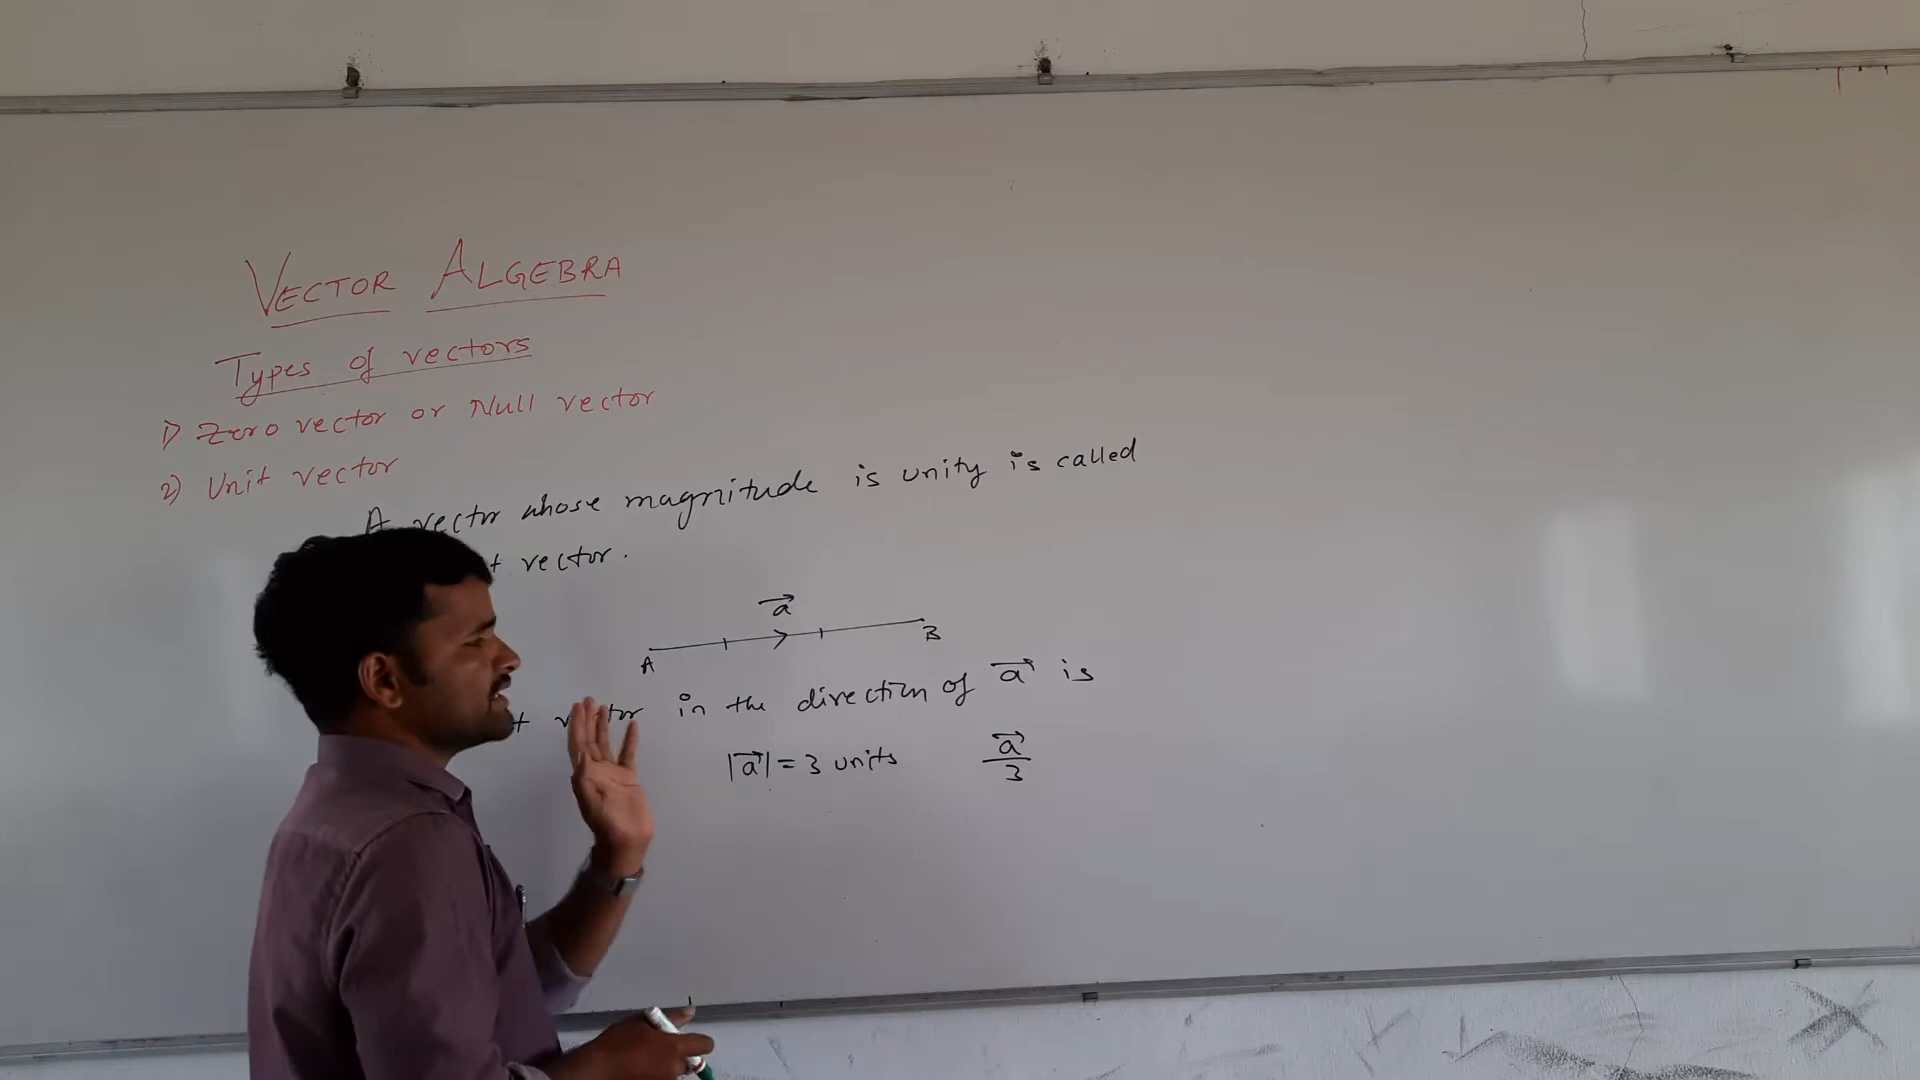 VECTOR ALGEBRA
Types of vectors
1) Zero vector or Null vector
2) Unit vector
A vector whose magnitude is unity is called
vector.
a⃗
A B
vector in the direction of a⃗ is
|a⃗| = 3 units a⃗/3